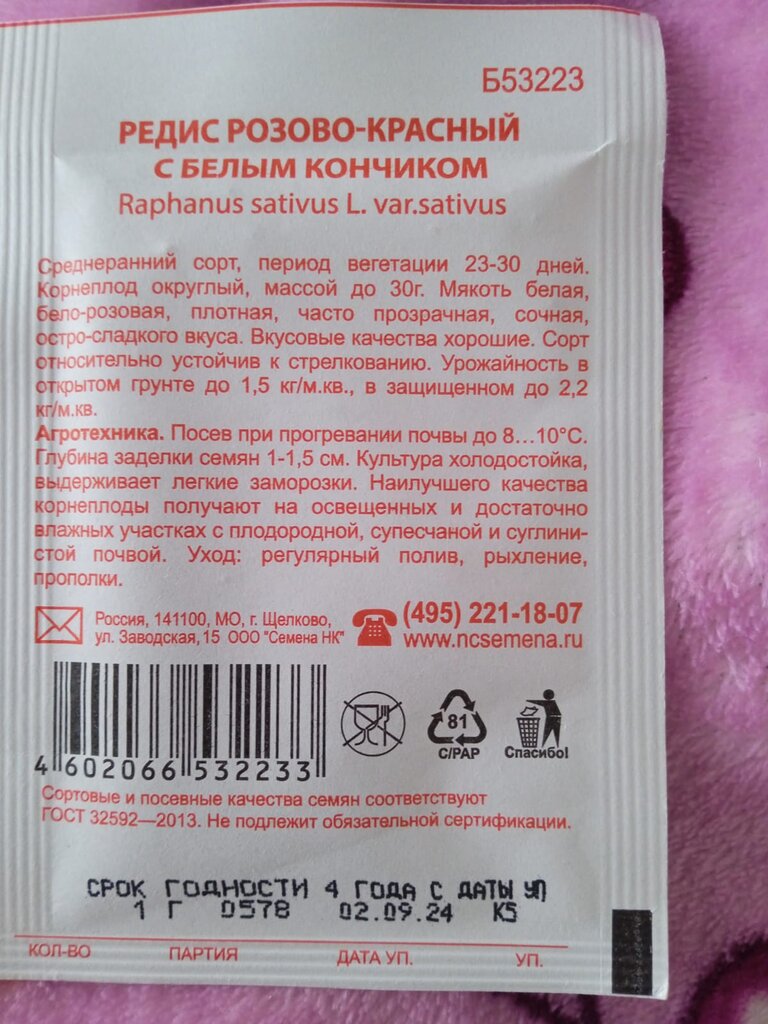 Б53223
РЕДИС РОЗОВО-КРАСНЫЙ
С БЕЛЫМ КОНЧИКОМ
Raphanus sativus L. var.sativus
Среднеранний сорт, период вегетации 23-30 дней.
Корнеплод округлый, массой до 30г. Мякоть белая,
бело-розовая, плотная, часто прозрачная, сочная,
остро-сладкого вкуса. Вкусовые качества хорошие. Сорт
относительно устойчив к стрелкованию. Урожайность в
открытом грунте до 1,5 кг/м.кв., в защищенном до 2,2
кг/м.кв.
Агротехника. Посев при прогревании почвы до 8...10°С.
Глубина заделки семян 1-1,5 см. Культура холодостойка,
выдерживает легкие заморозки. Наилучшего качества
корнеплоды получают на освещенных и достаточно
влажных участках с плодородной, супесчаной и суглини-
стой почвой. Уход: регулярный полив, рыхление,
прополки.
Россия, 141100, МО, г. Щелково,
ул. Заводская,15 ООО "Семена НК"
(495) 221-18-07
www.ncsemena.ru
4 602066 532233
81
C/PAP
Спасибо!
Сортовые и посевные качества семян соответствуют
ГОСТ 32592—2013. Не подлежит обязательной сертификации.
СРОК ГОДНОСТИ 4 ГОДА С ДАТЫ УП
1 Г 0578 02.09.24 К5
КОЛ-ВО ПАРТИЯ ДАТА УП. УП.